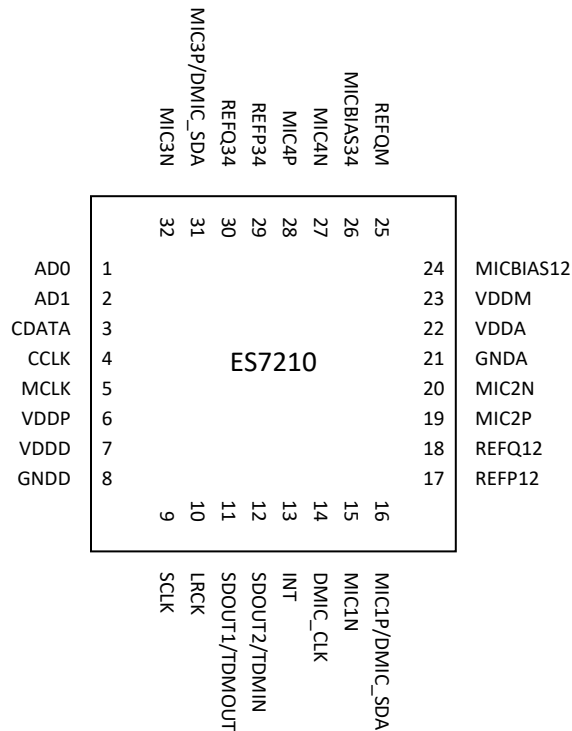 MIC3N
MIC3P/DMIC_SDA
REFQ34
REFP34
MIC4P
MIC4N
MICBIAS34
REFQM
32
31
30
29
28
27
26
25
AD0 1
AD1 2
CDATA 3
CCLK 4
MCLK 5
VDDP 6
VDDD 7
GNDD 8
ES7210
24 MICBIAS12
23 VDDM
22 VDDA
21 GNDA
20 MIC2N
19 MIC2P
18 REFQ12
17 REFP12
9
10
11
12
13
14
15
16
SCLK
LRCK
SDOUT1/TDMOUT
SDOUT2/TDMIN
INT
DMIC_CLK
MIC1N
MIC1P/DMIC_SDA